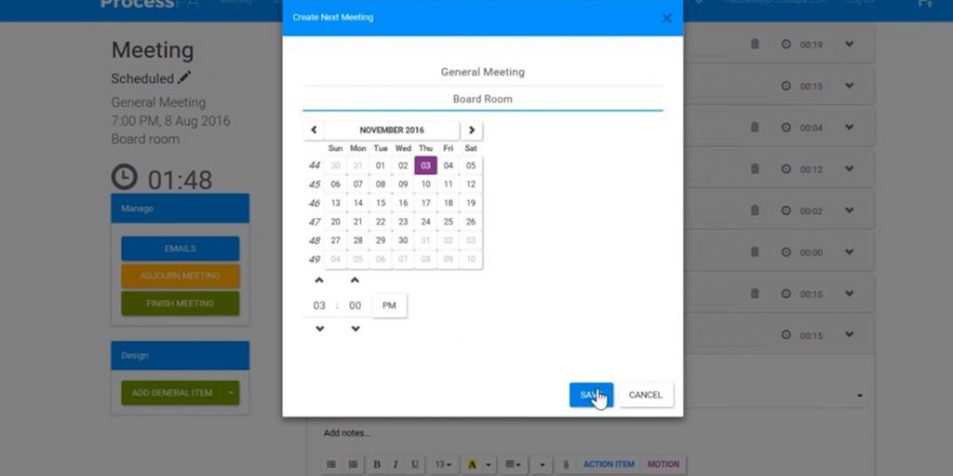 ProcessPA
Meeting
Create Next Meeting
Log off
Meeting
Scheduled
General Meeting
7:00 PM, 8 Aug 2016
Board room
01:48
Manage
EMAILS
ADJOURN MEETING
FINISH MEETING
Design
ADD GENERAL ITEM
General Meeting
Board Room
NOVEMBER 2016
Sun Mon Tue Wed Thu Fri Sat
44 30 31 01 02 03 04 05
45 06 07 08 09 10 11 12
46 13 14 15 16 17 18 19
47 20 21 22 23 24 25 26
48 27 28 29 30 01 02 03
49 04 05 06 07 08 09 10
03 : 00 PM
CANCEL
00:19
00:15
00:04
00:12
00:02
00:00
00:15
00:15
Add notes...
B I U 13 A ACTION ITEM MOTION